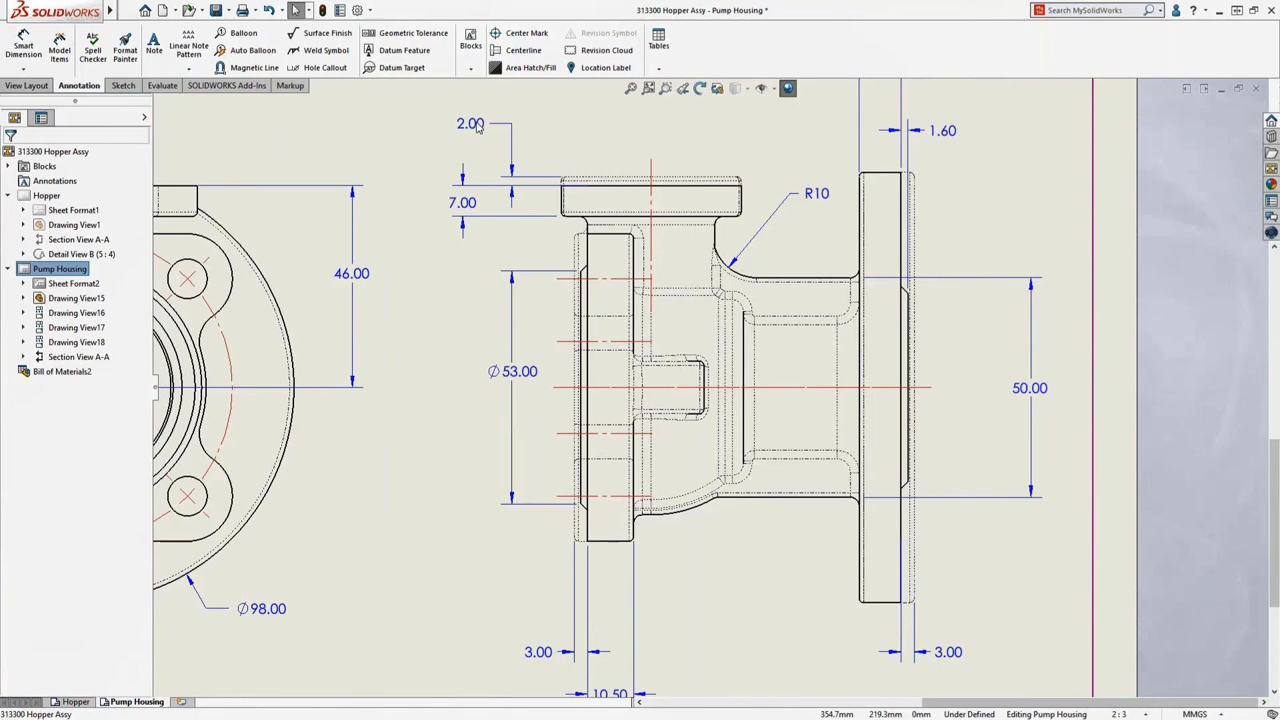 SOLIDWORKS
313300 Hopper Assy - Pump Housing *
Search MySolidWorks
Smart Dimension
Model Items
Spell Checker
Format Painter
Note
Linear Note Pattern
Balloon
Auto Balloon
Magnetic Line
Surface Finish
Weld Symbol
Hole Callout
Geometric Tolerance
Datum Feature
Datum Target
Blocks
Center Mark
Centerline
Area Hatch/Fill
Revision Symbol
Revision Cloud
Location Label
Tables
View Layout
Annotation
Sketch
Evaluate
SOLIDWORKS Add-Ins
Markup
313300 Hopper Assy
Blocks
Annotations
Hopper
Sheet Format1
Drawing View1
Section View A-A
Detail View B (5 : 4)
Pump Housing
Sheet Format2
Drawing View15
Drawing View16
Drawing View17
Drawing View18
Section View A-A
Bill of Materials2
2.00
1.60
7.00
R10
46.00
∅53.00
50.00
∅98.00
3.00
3.00
10.50
Hopper
Pump Housing
313300 Hopper Assy
354.7mm
219.3mm
0mm
Under Defined
Editing Pump Housing
2 : 3
MMGS